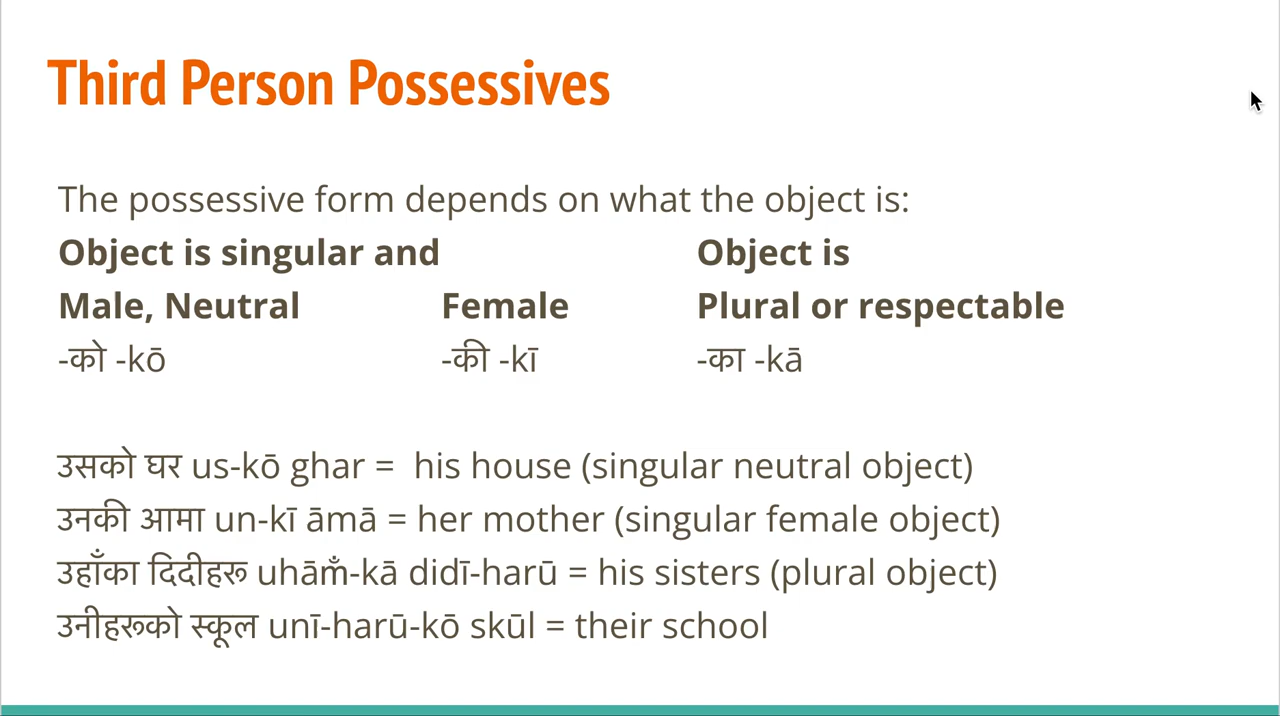 Third Person Possessives
The possessive form depends on what the object is:
Object is singular and Object is
Male, Neutral Female Plural or respectable
-को -kō -की -kī -का -kā
उसको घर us-kō ghar = his house (singular neutral object)
उनकी आमा un-kī āmā = her mother (singular female object)
उहाँका दिदीहरू uhām̐-kā didī-harū = his sisters (plural object)
उनीहरूको स्कूल unī-harū-kō skūl = their school